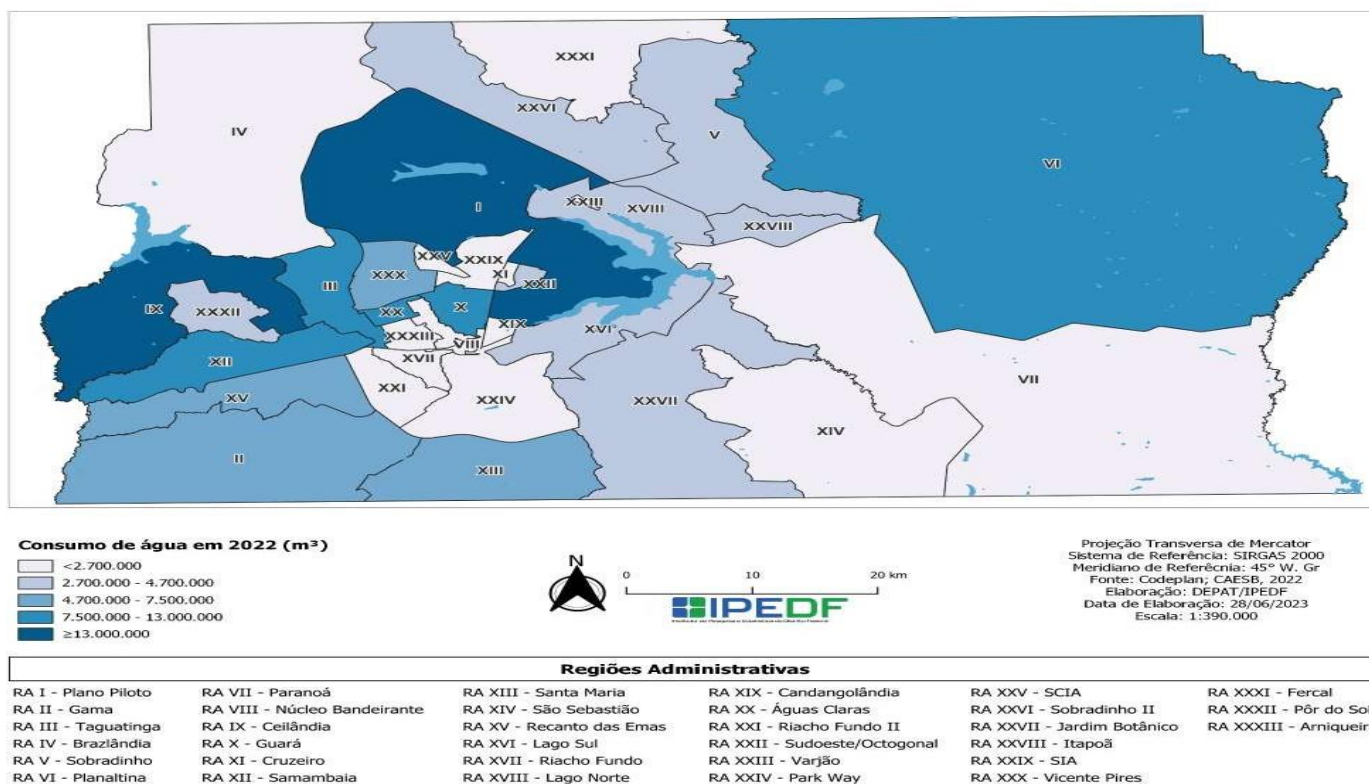 XXXI
XXVI
IV
V
VI
I
XXIII
XVIII
XXVIII
XXV
XXIX
XXX
XI
III
XXII
IX
XXXII
XX
X
XIX
XVI
XXXIII
VIII
XII
XVII
VII
XXI
XV
XXIV
XXVII
XIV
II
XIII
Consumo de água em 2022 (m³)
<2.700.000
2.700.000 - 4.700.000
4.700.000 - 7.500.000
7.500.000 - 13.000.000
≥13.000.000
N
0 10 20 km
IPEDF
Projeção Transversa de Mercator
Sistema de Referência: SIRGAS 2000
Meridiano de Referêcnia: 45° W. Gr
Fonte: Codeplan; CAESB, 2022
Elaboração: DEPAT/IPEDF
Data de Elaboração: 28/06/2023
Escala: 1:390.000
Regiões Administrativas
RA I - Plano Piloto
RA II - Gama
RA III - Taguatinga
RA IV - Brazlândia
RA V - Sobradinho
RA VI - Planaltina
RA VII - Paranoá
RA VIII - Núcleo Bandeirante
RA IX - Ceilândia
RA X - Guará
RA XI - Cruzeiro
RA XII - Samambaia
RA XIII - Santa Maria
RA XIV - São Sebastião
RA XV - Recanto das Emas
RA XVI - Lago Sul
RA XVII - Riacho Fundo
RA XVIII - Lago Norte
RA XIX - Candangolândia
RA XX - Águas Claras
RA XXI - Riacho Fundo II
RA XXII - Sudoeste/Octogonal
RA XXIII - Varjão
RA XXIV - Park Way
RA XXV - SCIA
RA XXVI - Sobradinho II
RA XXVII - Jardim Botânico
RA XXVIII - Itapoã
RA XXIX - SIA
RA XXX - Vicente Pires
RA XXXI - Fercal
RA XXXII - Pôr do So
RA XXXIII - Arniqueir